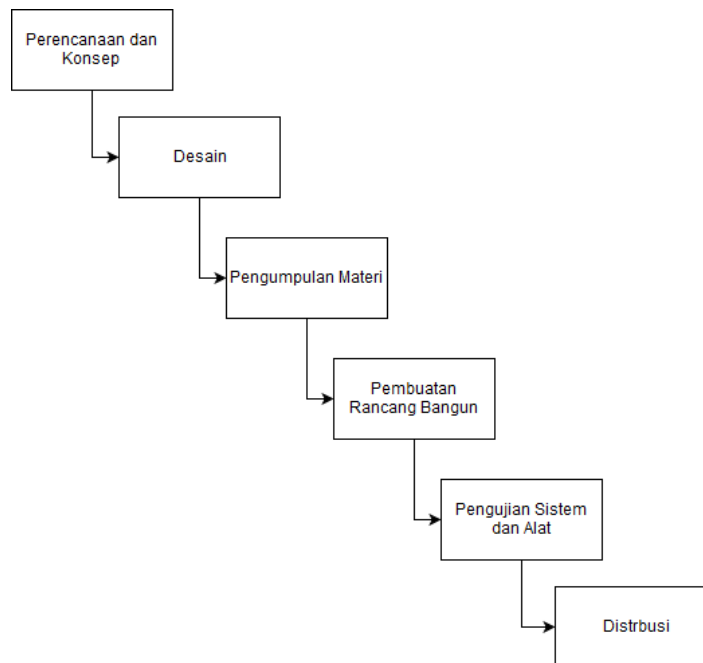 Perencanaan dan
Konsep
Desain
Pengumpulan Materi
Pembuatan
Rancang Bangun
Pengujian Sistem
dan Alat
Distrbusi